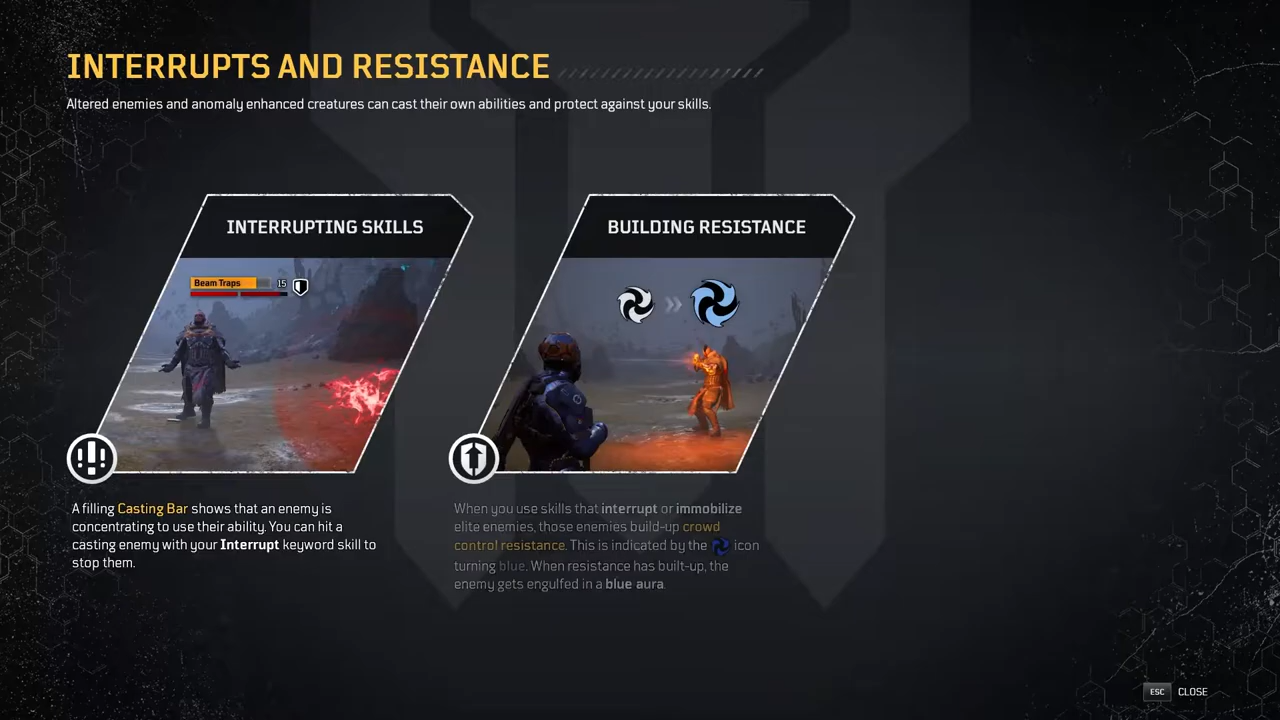 INTERRUPTS AND RESISTANCE
Altered enemies and anomaly enhanced creatures can cast their own abilities and protect against your skills.
INTERRUPTING SKILLS
Beam Traps 15
A filling Casting Bar shows that an enemy is
concentrating to use their ability. You can hit a
casting enemy with your Interrupt keyword skill to
stop them.
BUILDING RESISTANCE
When you use skills that interrupt or immobilize
elite enemies, those enemies build-up crowd
control resistance. This is indicated by the icon
turning blue. When resistance has built-up, the
enemy gets engulfed in a blue aura.
ESC CLOSE